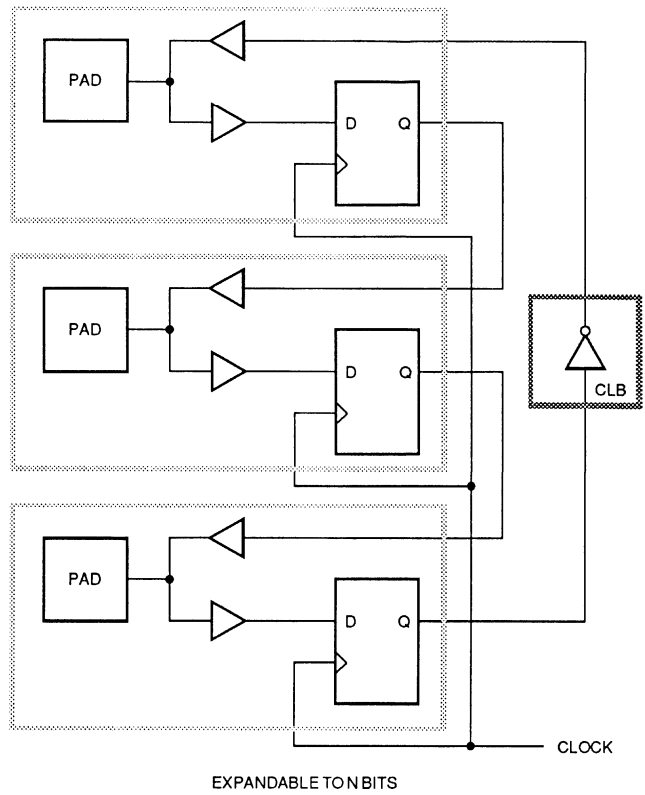 PAD
D Q
PAD
D Q
CLB
PAD
D Q
CLOCK
EXPANDABLE TO N BITS